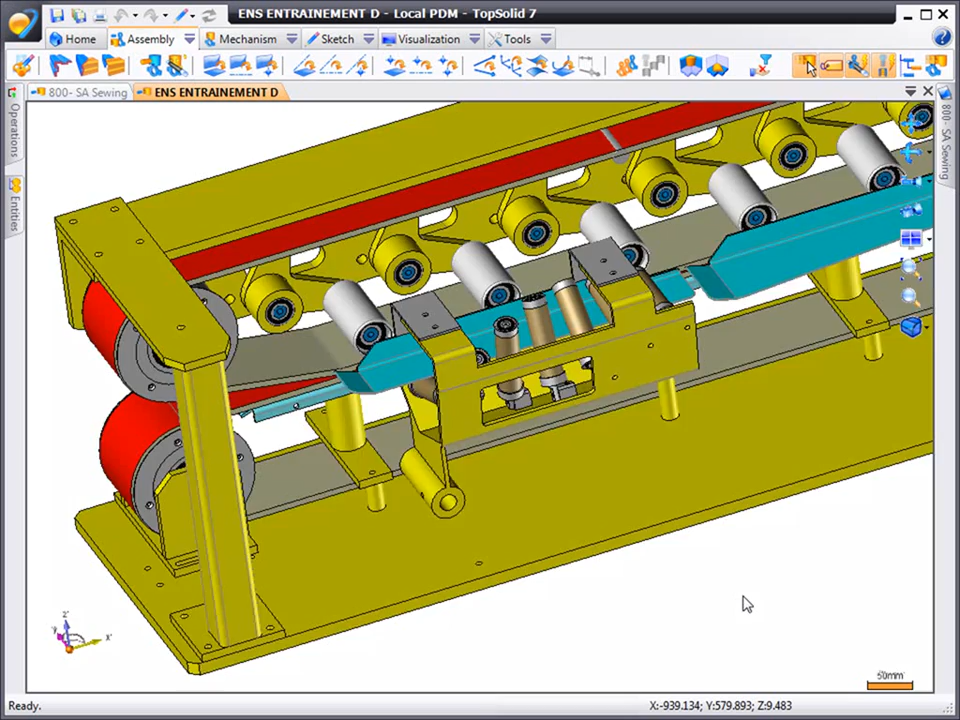 ENS ENTRAINEMENT D - Local PDM - TopSolid 7
Home
Assembly
Mechanism
Sketch
Visualization
Tools
800- SA Sewing
ENS ENTRAINEMENT D
Operations
Entities
800- SA Sewing
z'
x'
50mm
Ready.
X:-939.134; Y:579.893; Z:9.483